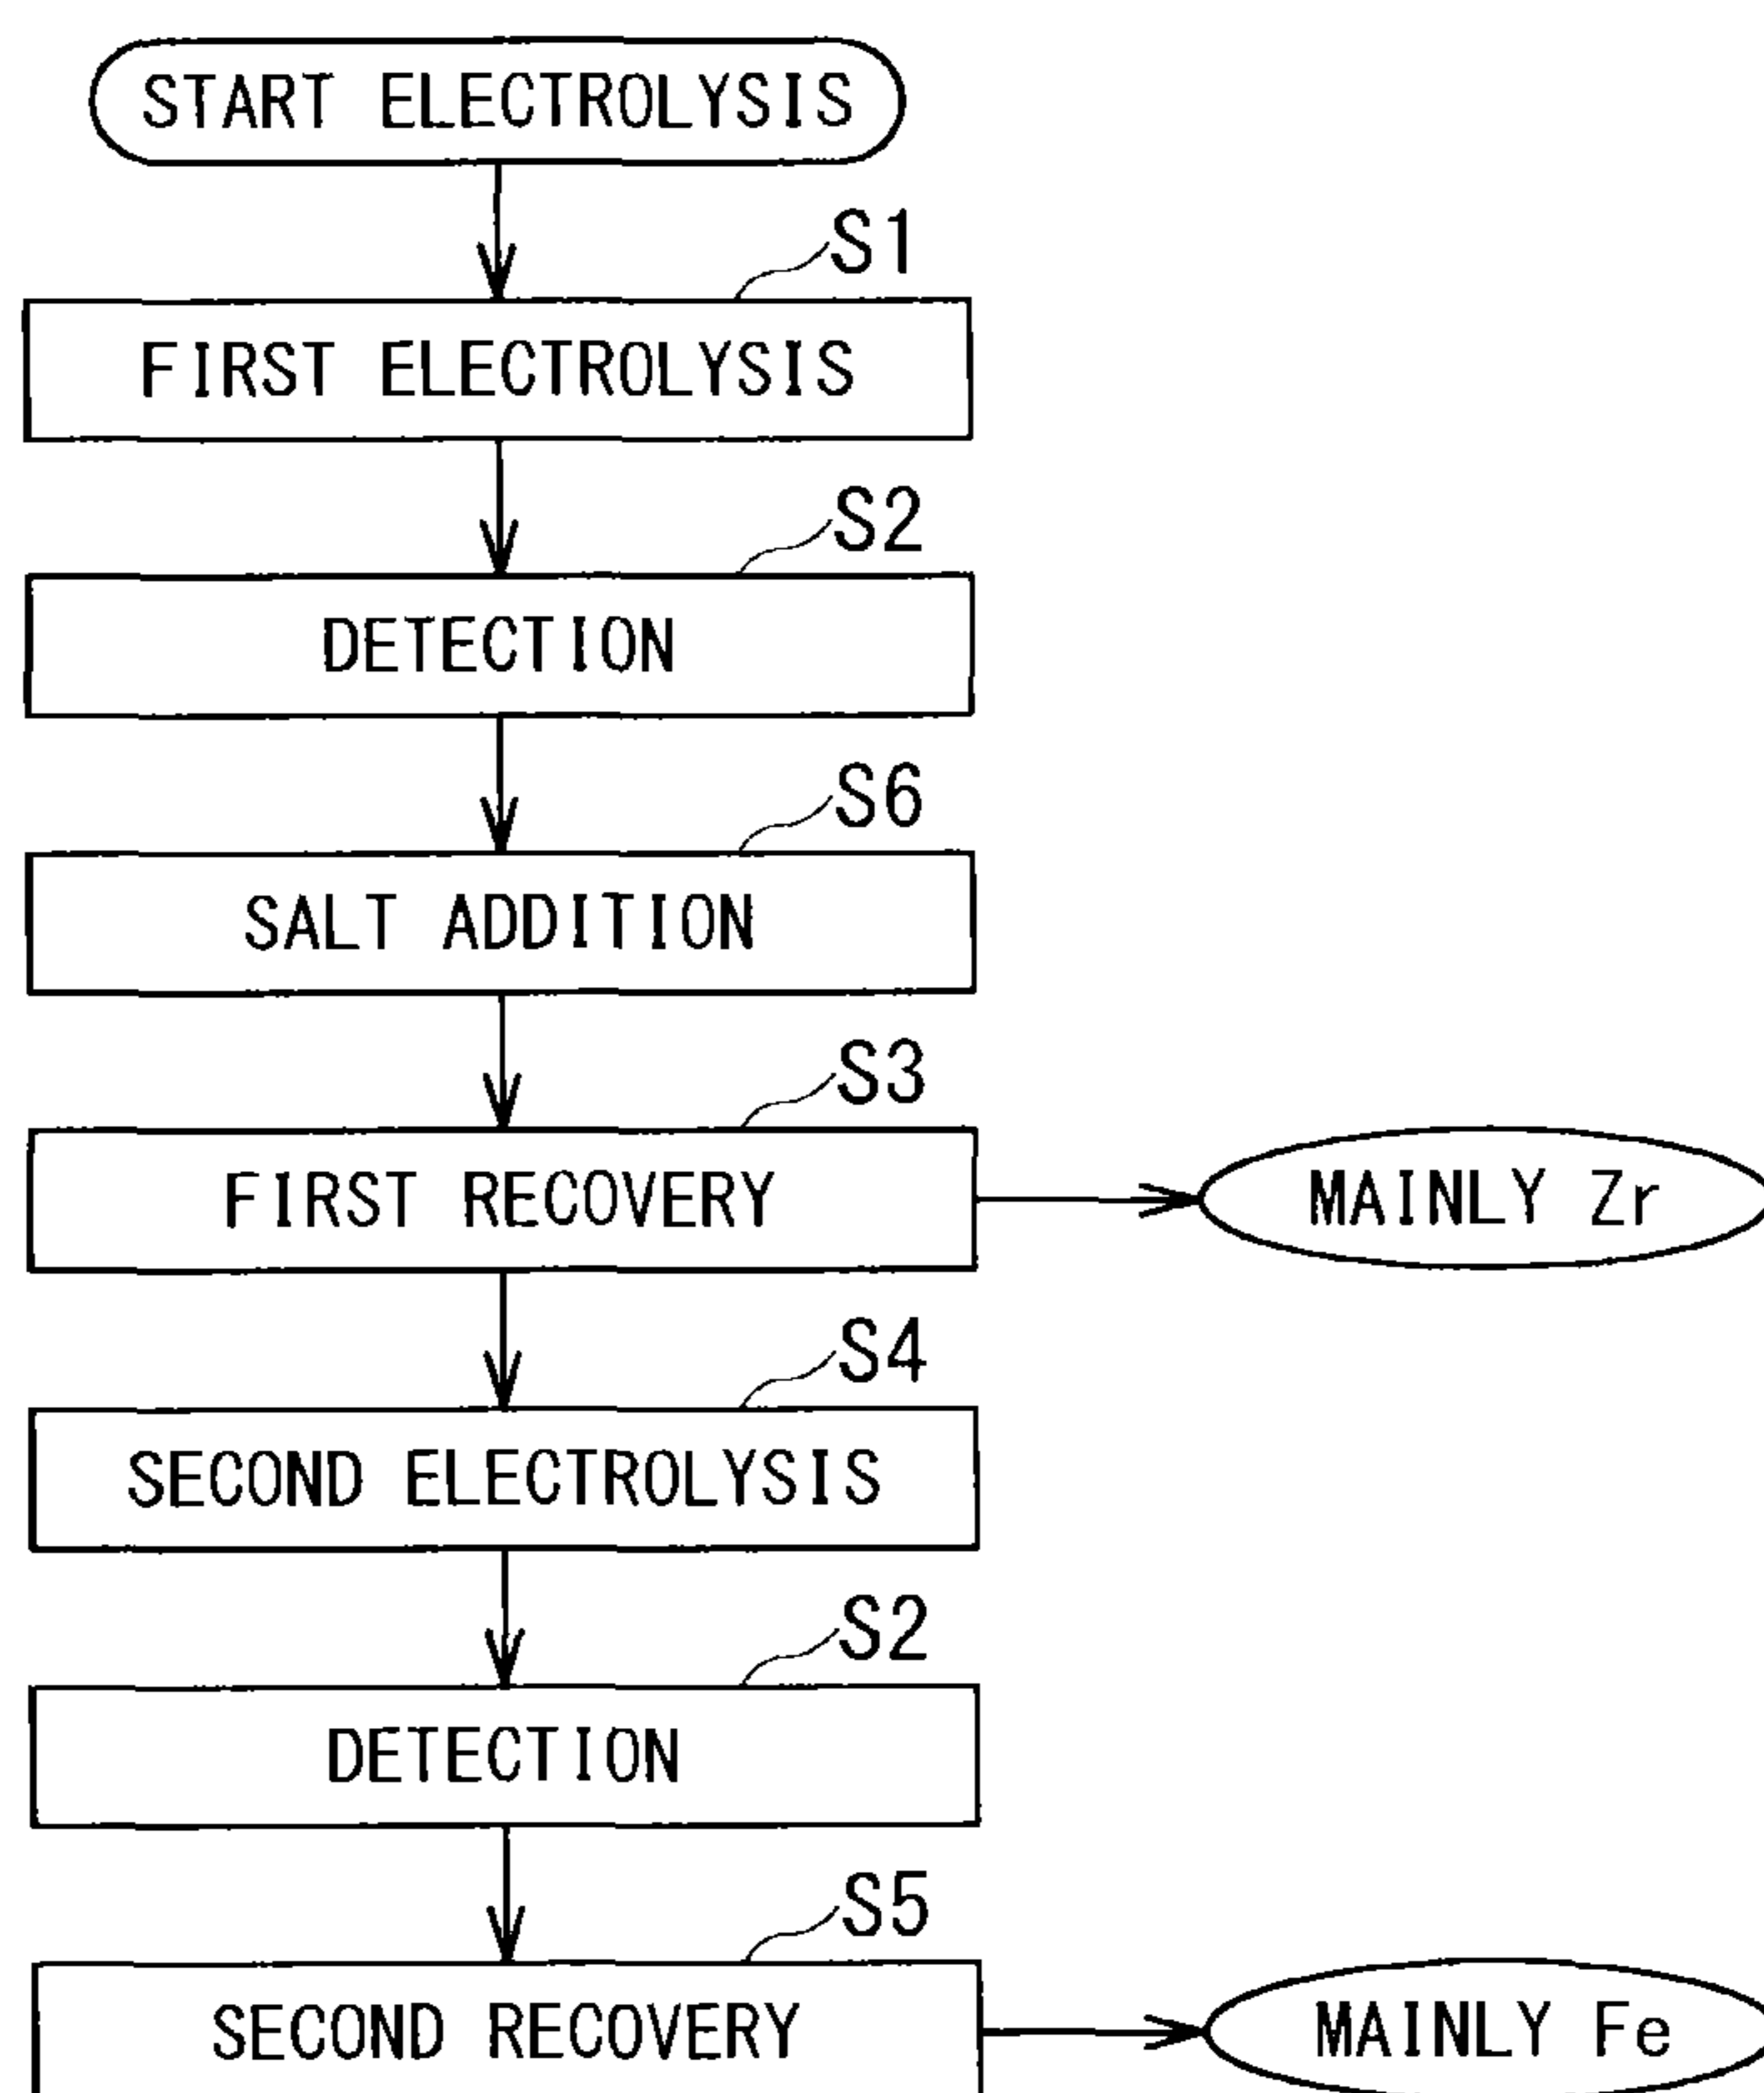 START ELECTROLYSIS
S1
FIRST ELECTROLYSIS
S2
DETECTION
S6
SALT ADDITION
S3
FIRST RECOVERY
MAINLY Zr
S4
SECOND ELECTROLYSIS
S2
DETECTION
S5
SECOND RECOVERY
MAINLY Fe